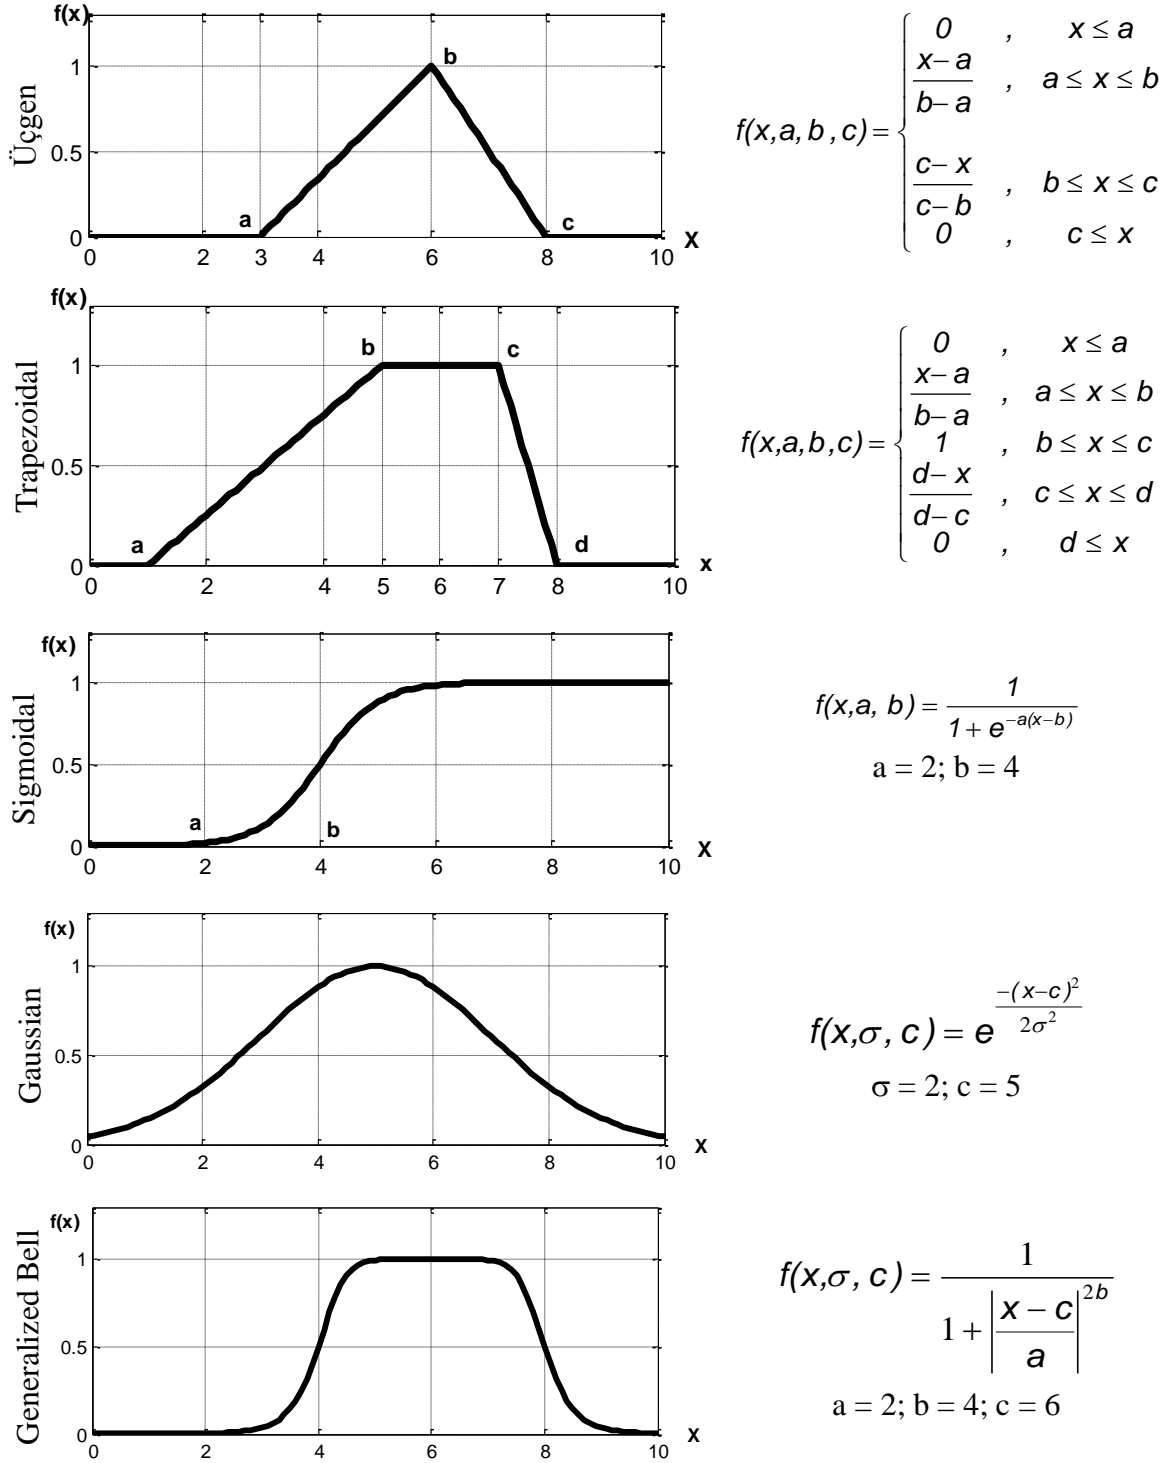 f(x)
Üçgen
1
0.5
0
a
b
c
0 2 3 4 6 8 10
X
f(x,a,b,c) = { 0 , x ≤ a
x−a / b−a , a ≤ x ≤ b
c−x / c−b , b ≤ x ≤ c
0 , c ≤ x
f(x)
Trapezoidal
1
0.5
0
a
b
c
d
0 2 4 5 6 7 8 10
x
f(x,a,b,c) = { 0 , x ≤ a
x−a / b−a , a ≤ x ≤ b
1 , b ≤ x ≤ c
d−x / d−c , c ≤ x ≤ d
0 , d ≤ x
f(x)
Sigmoidal
1
0.5
0
a
b
0 2 4 6 8 10
X
f(x,a, b) = 1 / 1 + e^−a(x−b)
a = 2; b = 4
f(x)
Gaussian
1
0.5
0
0 2 4 6 8 10
X
f(x,σ, c) = e^−(x−c)² / 2σ²
σ = 2; c = 5
f(x)
Generalized Bell
1
0.5
0
0 2 4 6 8 10
X
f(x,σ, c) = 1 / 1 + |x − c / a|^2b
a = 2; b = 4; c = 6